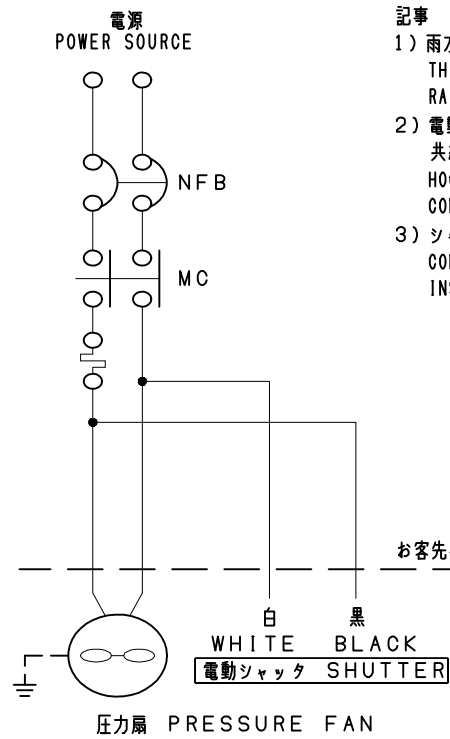 電源
POWER SOURCE
NFB
MC
記事
1) 雨
TH
RA
2) 電
共
HO
CO
3) シ
CO
INS
お客先
白 黒
WHITE BLACK
電動シャッタ SHUTTER
圧力扇 PRESSURE FAN